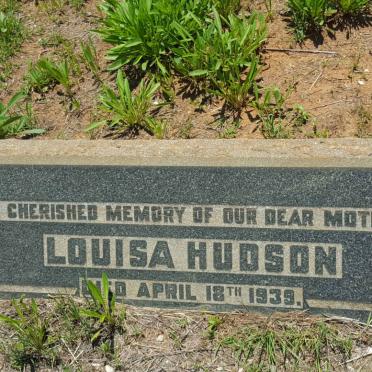 CHERISHED MEMORY OF OUR DEAR MOT
LOUISA HUDSON
APRIL 18TH 1939.